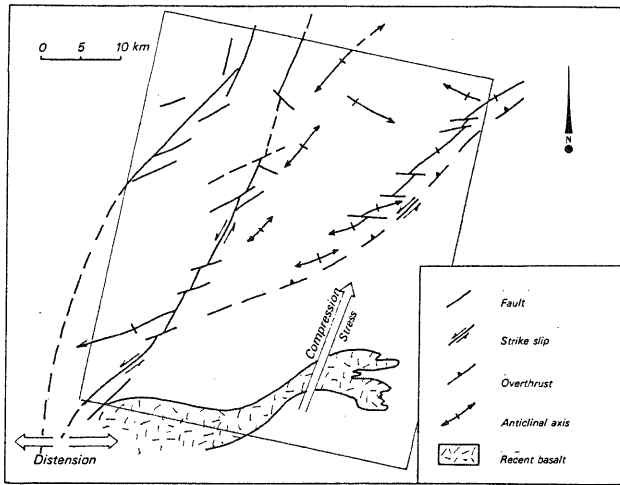 0 5 10 km
N
Compression
Stress
Distension
Fault
Strike slip
Overthrust
Anticlinal axis
Recent basalt